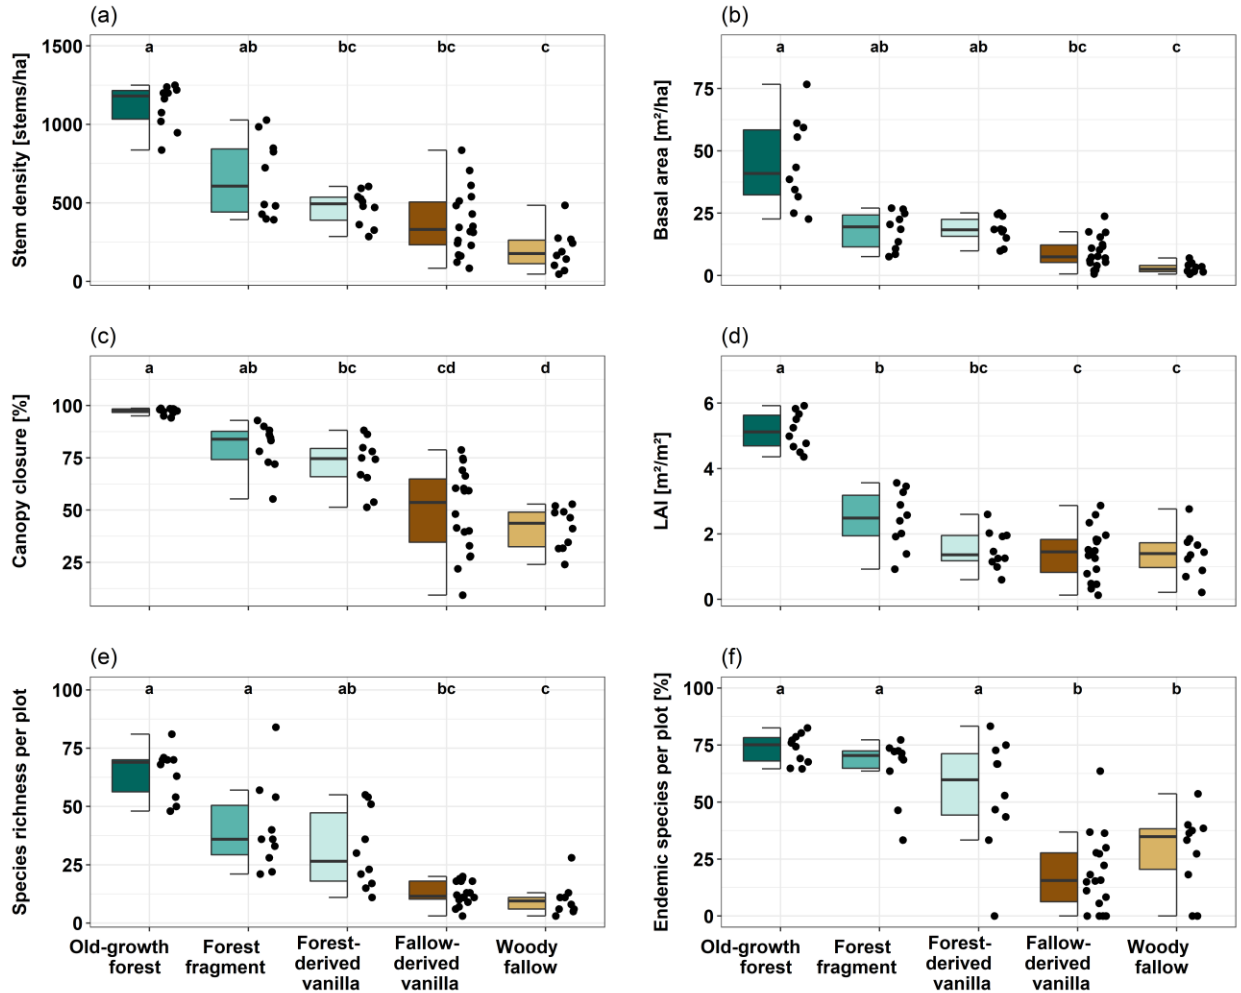 (a)
Stem density [stems/ha]
1500
1000
500
0
a ab bc bc c
(b)
Basal area [m²/ha]
75
50
25
0
a ab ab bc c
(c)
Canopy closure [%]
100
75
50
25
a ab bc cd d
(d)
LAI [m²/m²]
6
4
2
0
a b bc c c
(e)
Species richness per plot
100
75
50
25
0
a a ab bc c
Old-growth forest
Forest fragment
Forest-derived vanilla
Fallow-derived vanilla
Woody fallow
(f)
Endemic species per plot [%]
100
75
50
25
0
a a a b b
Old-growth forest
Forest fragment
Forest-derived vanilla
Fallow-derived vanilla
Woody fallow